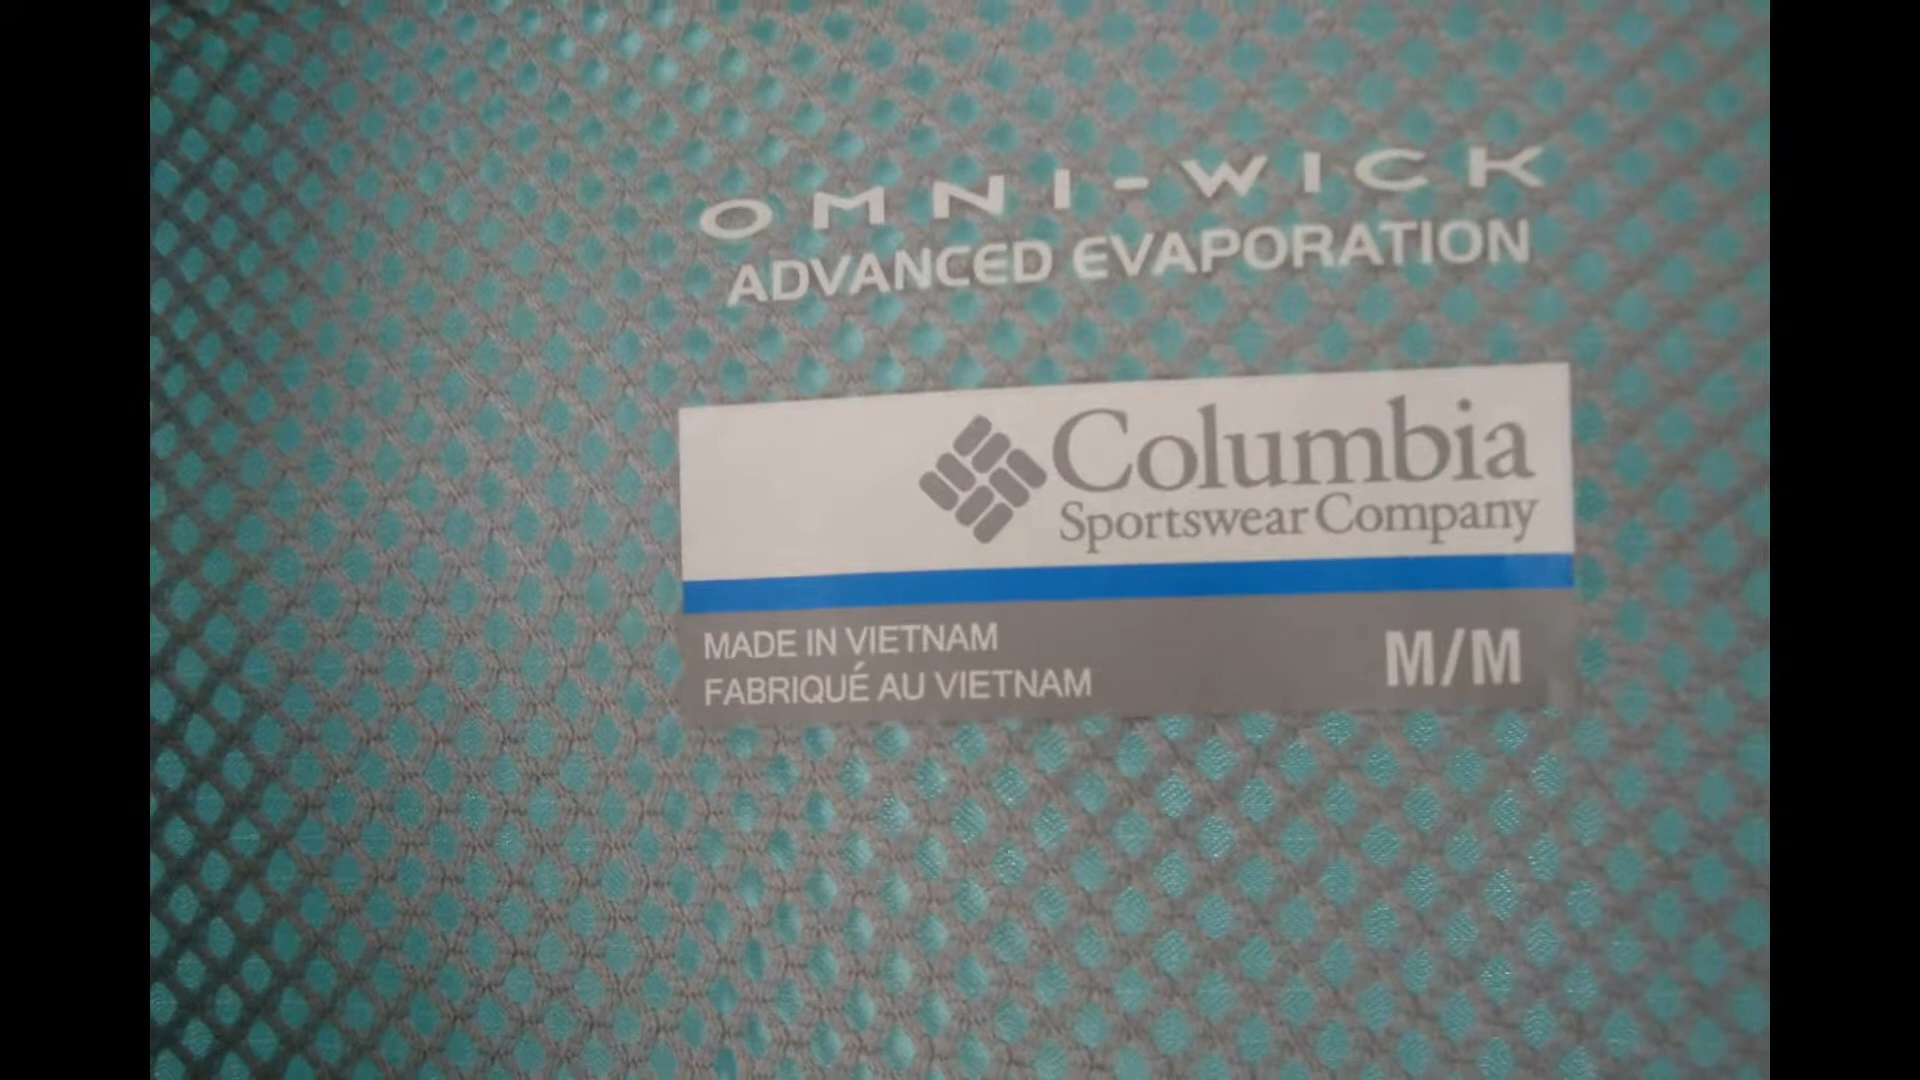 OMNI-WICK
ADVANCED EVAPORATION
Columbia
Sportswear Company
MADE IN VIETNAM
FABRIQUÉ AU VIETNAM
M/M